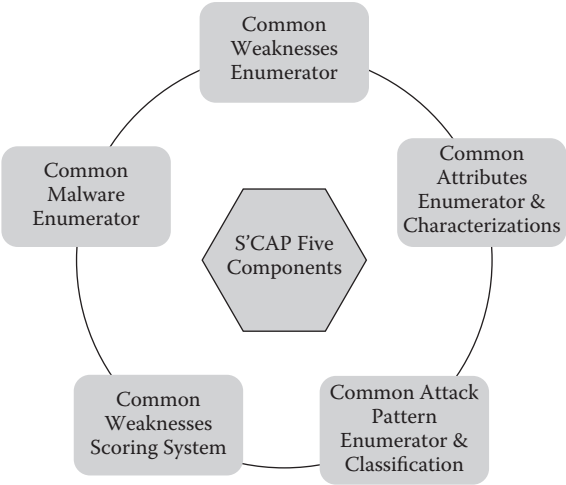 Common
Weaknesses
Enumerator
Common
Attributes
Enumerator &
Characterizations
Common Attack
Pattern
Enumerator &
Classification
Common
Weaknesses
Scoring System
Common
Malware
Enumerator
S’CAP Five
Components